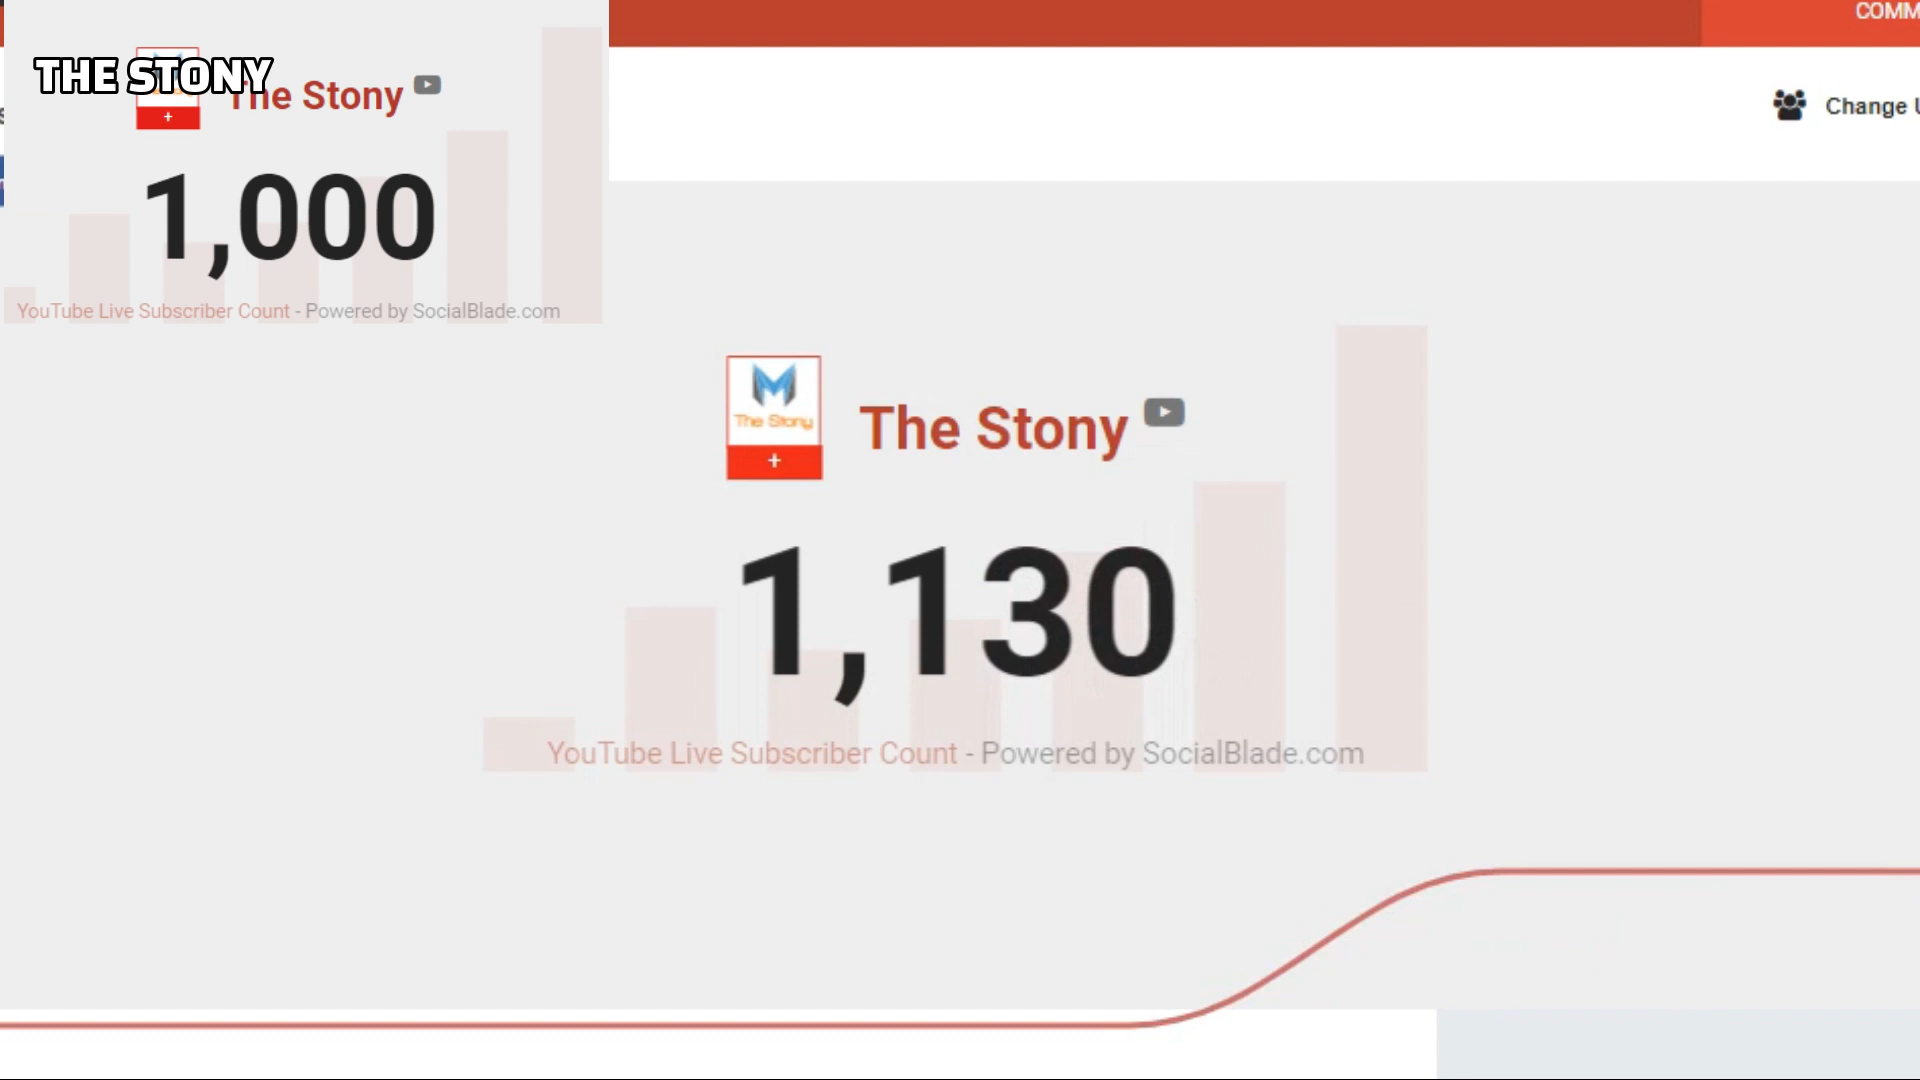 COMM
THE STONY
The Stony
+
Change U
1,000
YouTube Live Subscriber Count - Powered by SocialBlade.com
The Stony
The Stony
+
1,130
YouTube Live Subscriber Count - Powered by SocialBlade.com